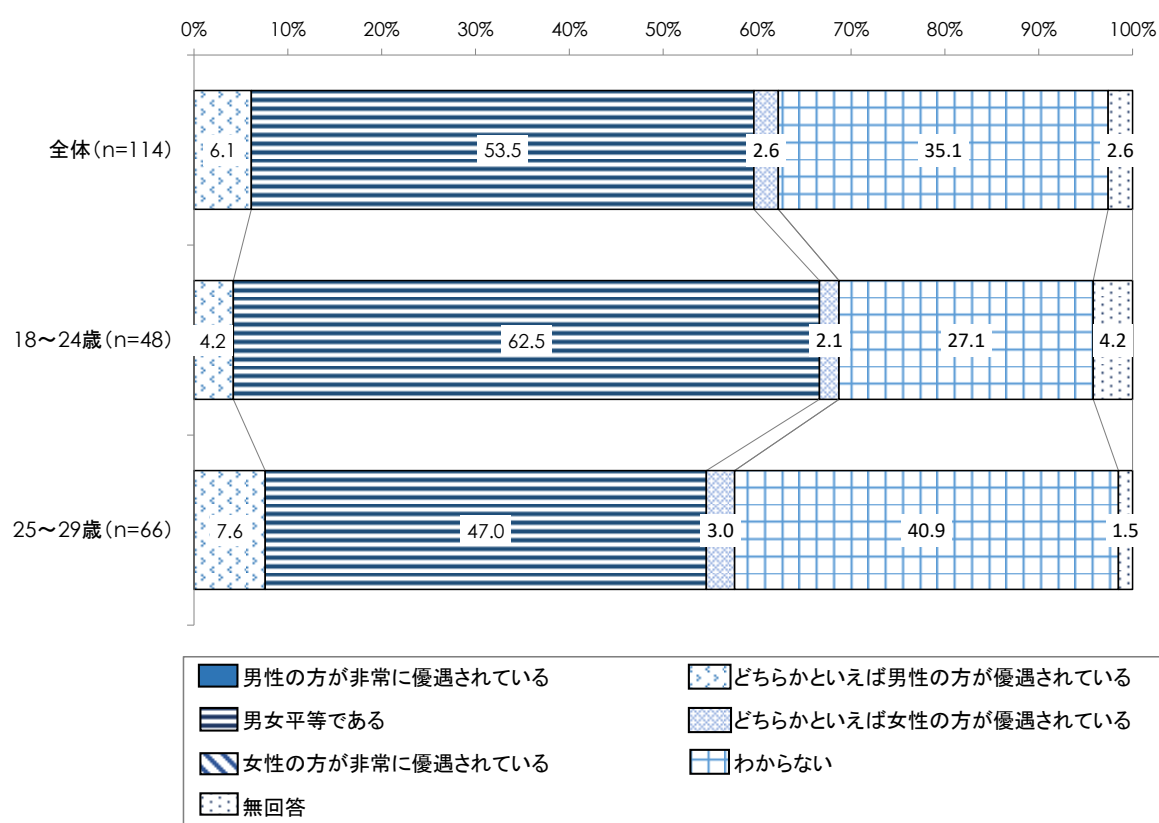 0% 10% 20% 30% 40% 50% 60% 70% 80% 90% 100%
全体(n=114) 6.1 53.5 2.6 35.1 2.6
18～24歳(n=48) 4.2 62.5 2.1 27.1 4.2
25～29歳(n=66) 7.6 47.0 3.0 40.9 1.5
男性の方が非常に優遇されている どちらかといえば男性の方が優遇されている
男女平等である どちらかといえば女性の方が優遇されている
女性の方が非常に優遇されている わからない
無回答